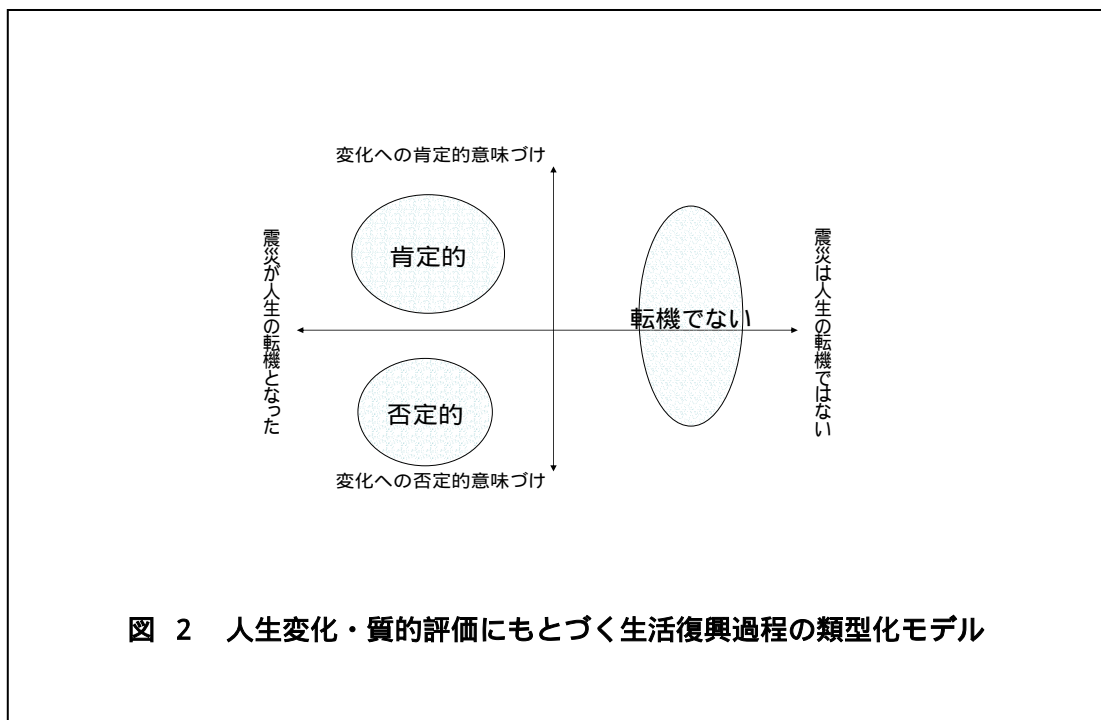 変化への肯定的意味づけ
震災が人生の転機となった
肯定的
転機でない
震災は人生の転機ではない
否定的
変化への否定的意味づけ
図 2 人生変化・質的評価にもとづく生活復興過程の類型化モデル